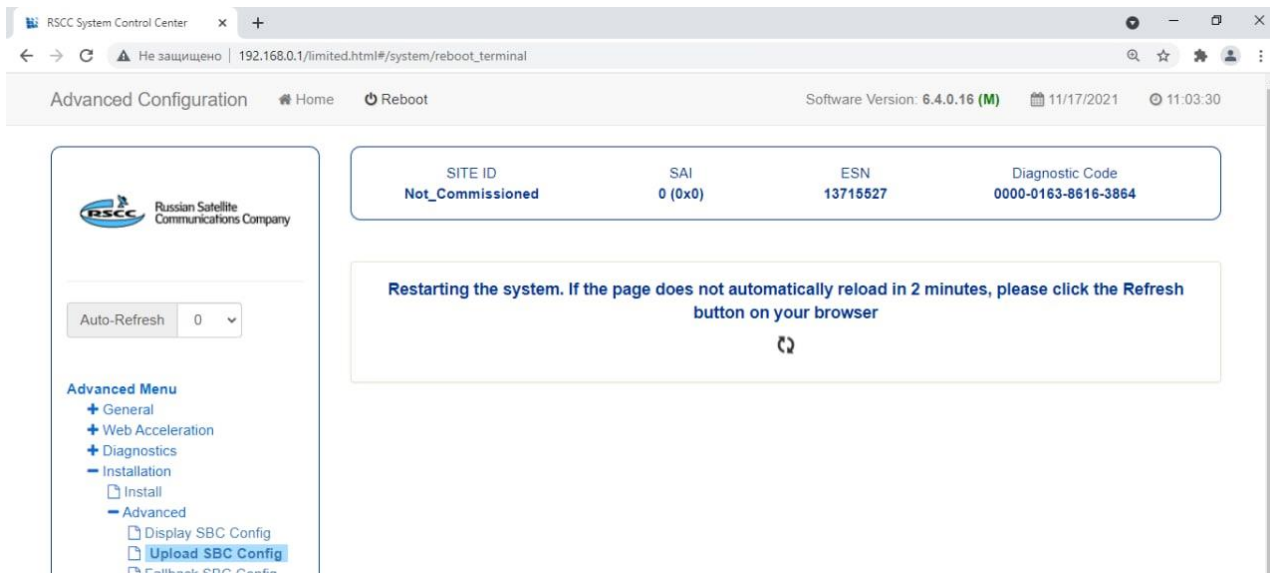 RSCC System Control Center
Не защищено | 192.168.0.1/limited.html#/system/reboot_terminal
Advanced Configuration Home Reboot Software Version: 6.4.0.16 (M) 11/17/2021 11:03:30
RSCC Russian Satellite
Communications Company
SITE ID SAI ESN Diagnostic Code
Not_Commissioned 0 (0x0) 13715527 0000-0163-8616-3864
Restarting the system. If the page does not automatically reload in 2 minutes, please click the Refresh
button on your browser
Auto-Refresh 0
Advanced Menu
General
Web Acceleration
Diagnostics
Installation
Install
Advanced
Display SBC Config
Upload SBC Config
Fallback SBC Config